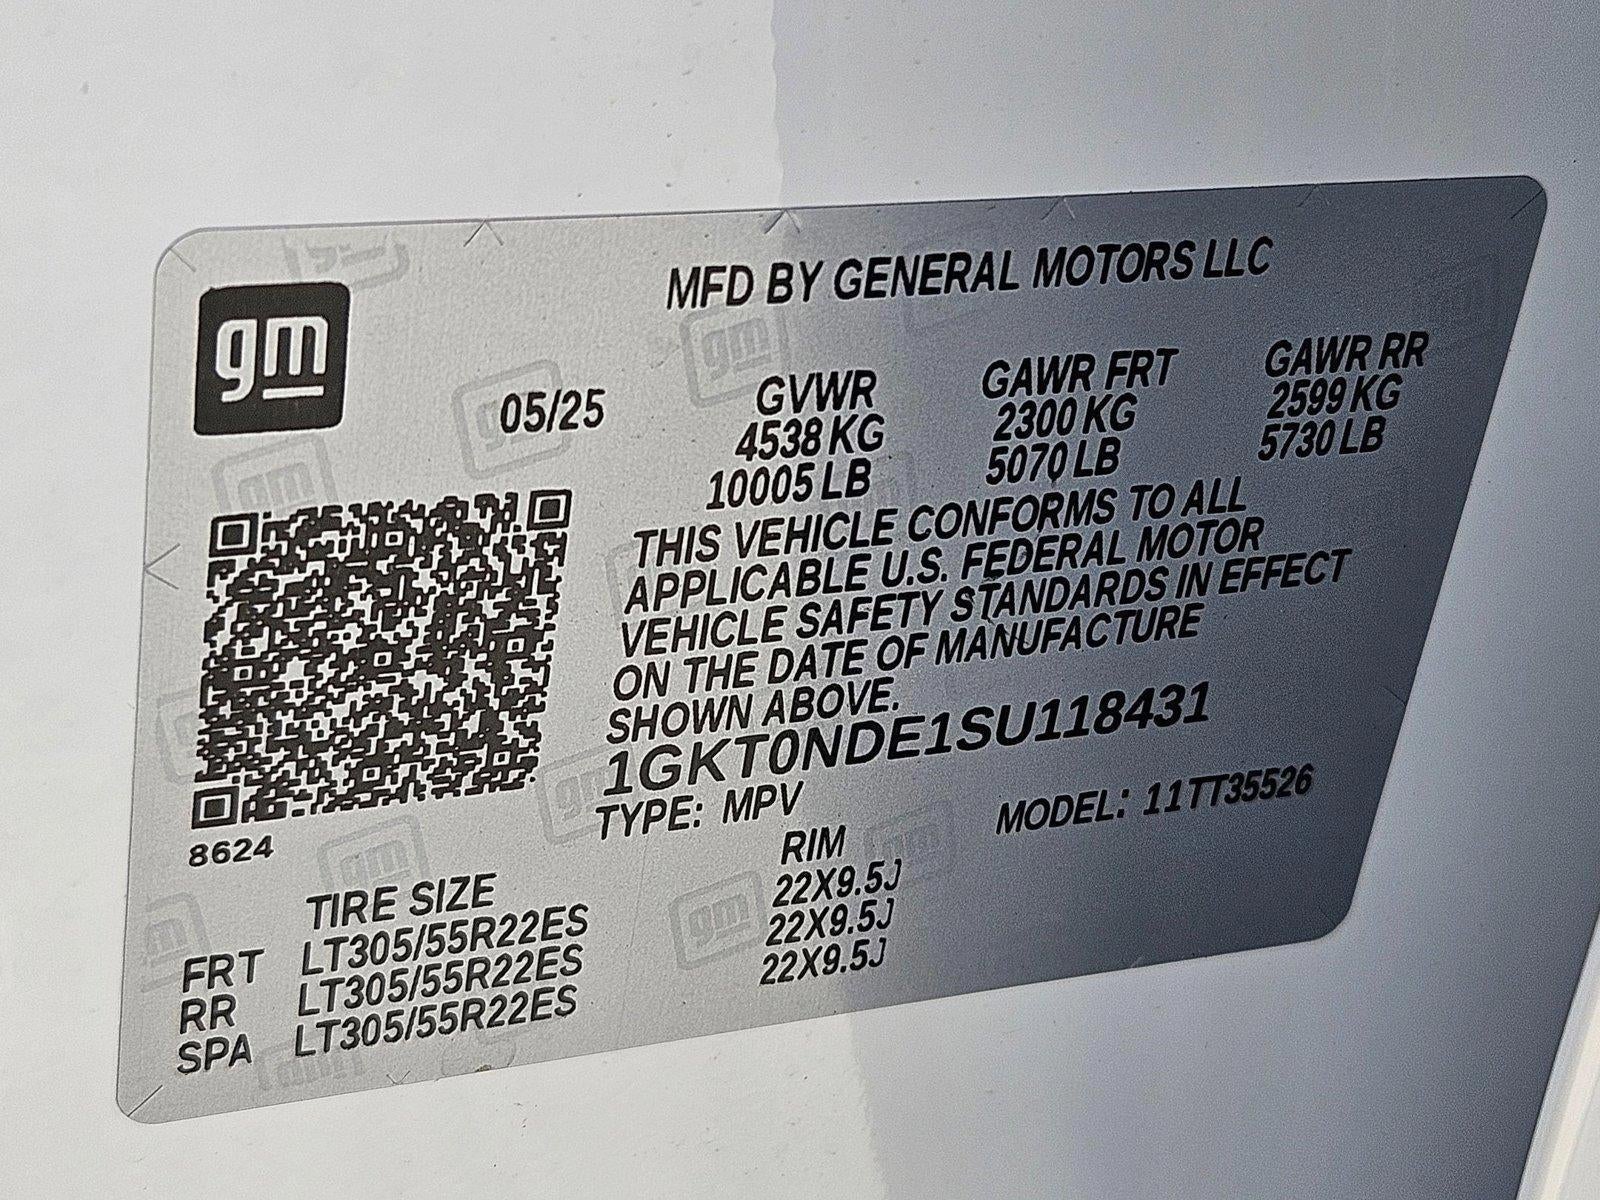 gm
MFD BY GENERAL MOTORS LLC
05/25
GVWR GAWR FRT GAWR RR
4538 KG 2300 KG 2599 KG
10005 LB 5070 LB 5730 LB
THIS VEHICLE CONFORMS TO ALL
APPLICABLE U.S. FEDERAL MOTOR
VEHICLE SAFETY STANDARDS IN EFFECT
ON THE DATE OF MANUFACTURE
SHOWN ABOVE.
1GKT0NDE1SU118431
TYPE: MPV MODEL: 11TT35526
8624
TIRE SIZE RIM
FRT LT305/55R22ES 22X9.5J
RR LT305/55R22ES 22X9.5J
SPA LT305/55R22ES 22X9.5J